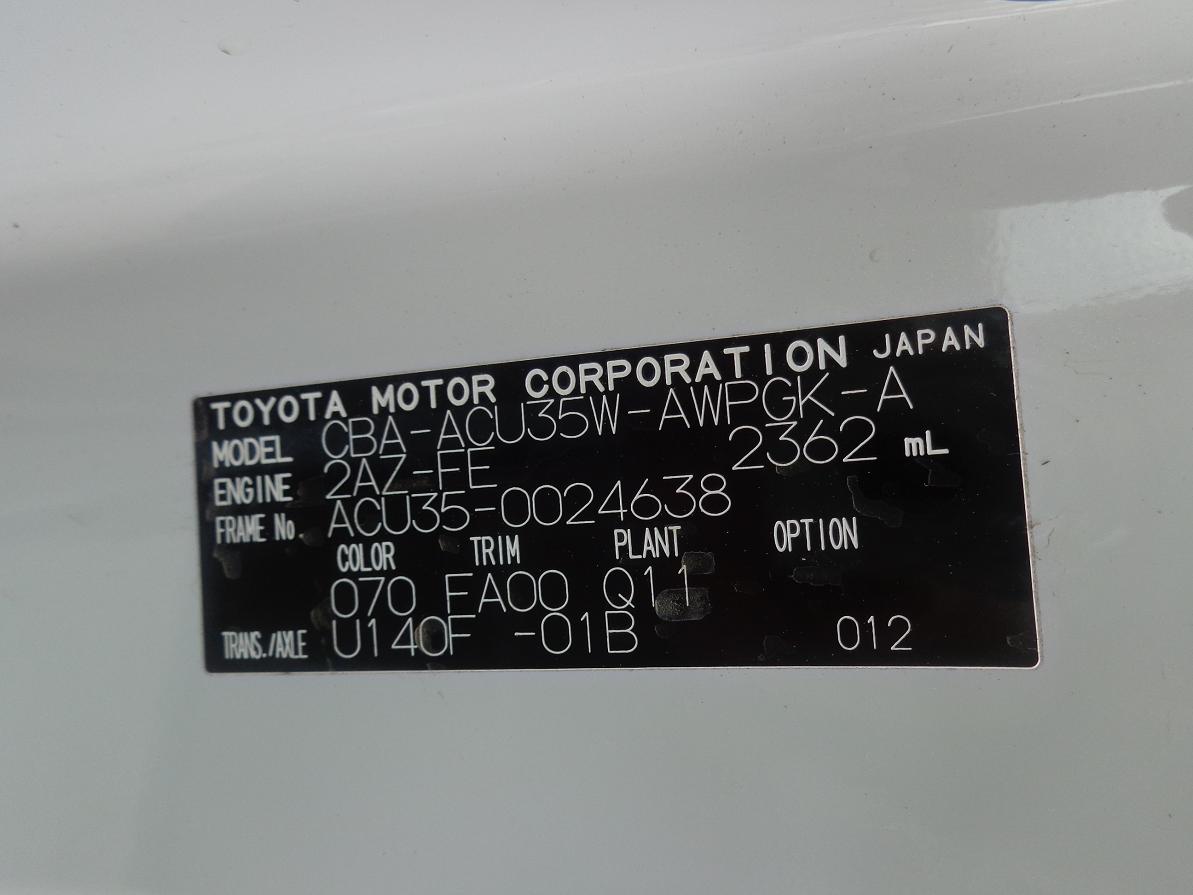 TOYOTA MOTOR CORPORATION JAPAN
MODEL CBA-ACU35W-AWPGK-A
ENGINE 2AZ-FE 2362 mL
FRAME No. ACU35-0024638
COLOR TRIM PLANT OPTION
070 FA00 Q11
TRANS./AXLE U140F -01B 012